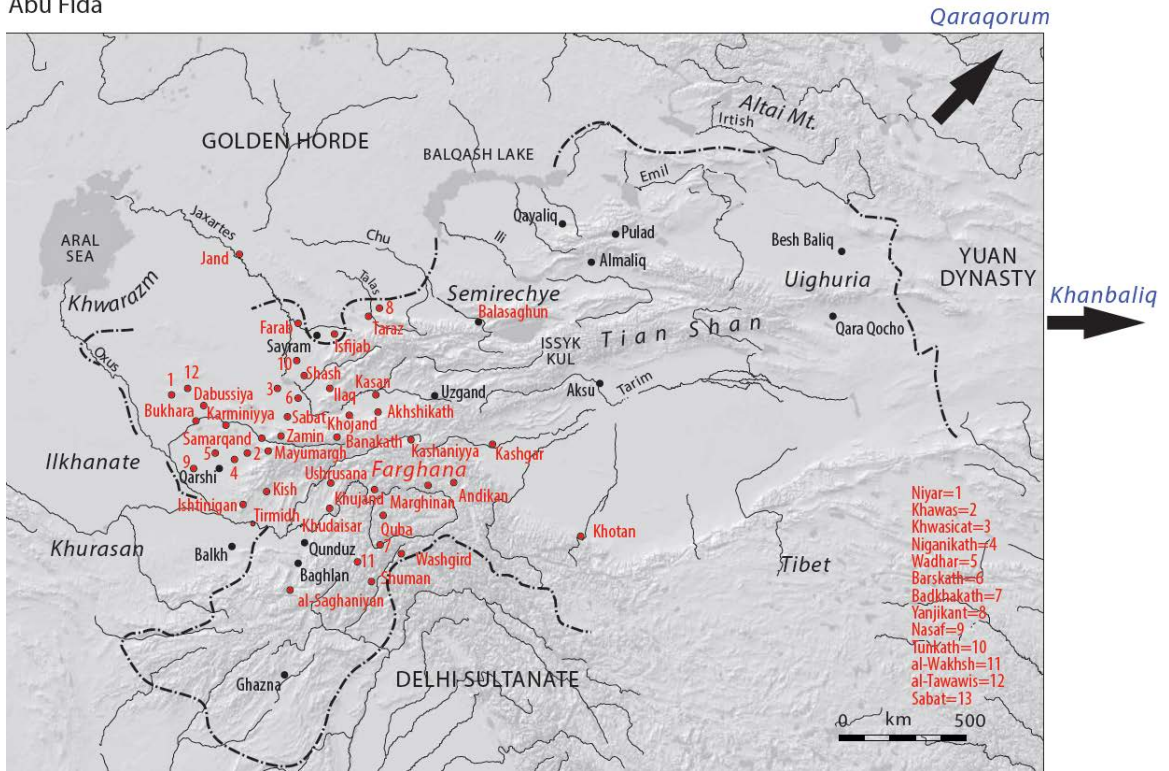 Abu Fida
Qaraqorum
Altai Mt.
Irtish
GOLDEN HORDE
BALQASH LAKE
Emil
Jaxartes
Qayaliq
Pulad
ARAL
SEA
Chu
Ili
Besh Baliq
YUAN
DYNASTY
Jand
Almaliq
Talas
Uighuria
Khwarazm
8
Semirechye
Khanbaliq
Farab
Taraz
Balasaghun
Qara Qocho
Sayram
Isfijab
Tian Shan
Oxus
ISSYK
KUL
10
Shash
12
1
3
Ilaq
Kasan
Uzgand
Aksu
Tarim
Dabussiya
6
Akhshikath
Bukhara
Karminiyya
Sabat
Khojand
Samarqand
Zamin
Banakath
Kashaniyya
Kashgar
5
2
Mayumargh
Ilkhanate
9
4
Qarshi
Ushrusana
Farghana
Kish
Khujand
Marghinan
Andikan
Ishtinigan
Tirmidh
Khudaisar
Quba
Khotan
Khurasan
Balkh
Qunduz
7
Washgird
Tibet
Baghlan
11
Shuman
al-Saghaniyan
Ghazna
DELHI SULTANATE
Niyar=1
Khawas=2
Khwasicat=3
Niganikath=4
Wadhar=5
Barskath=6
Badkhakath=7
Yanjikant=8
Nasaf=9
Tunkath=10
al-Wakhsh=11
al-Tawawis=12
Sabat=13
0 km 500